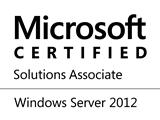 Microsoft
CERTIFIED
Solutions Associate
Windows Server 2012